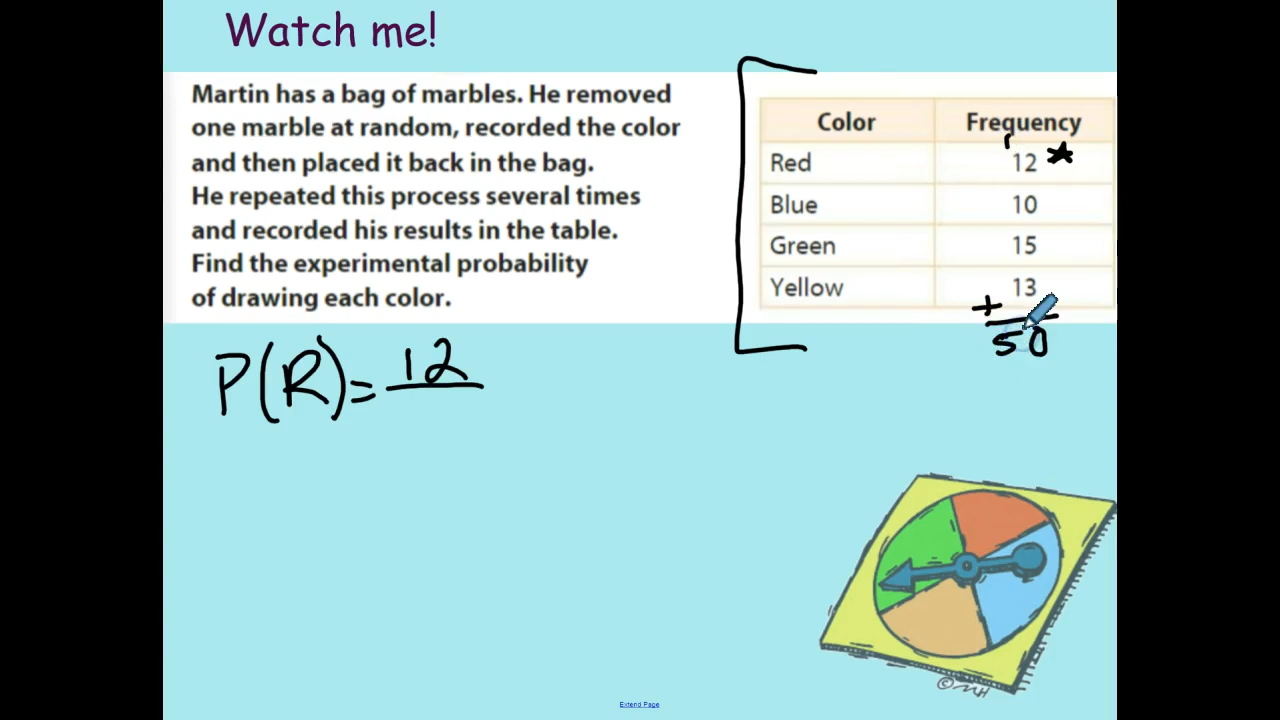 Watch me!
Martin has a bag of marbles. He removed
one marble at random, recorded the color
and then placed it back in the bag.
He repeated this process several times
and recorded his results in the table.
Find the experimental probability
of drawing each color.
Color Frequency
Red 12
Blue 10
Green 15
Yellow 13
+
50
P(R)= 12
©MH
Extend Page